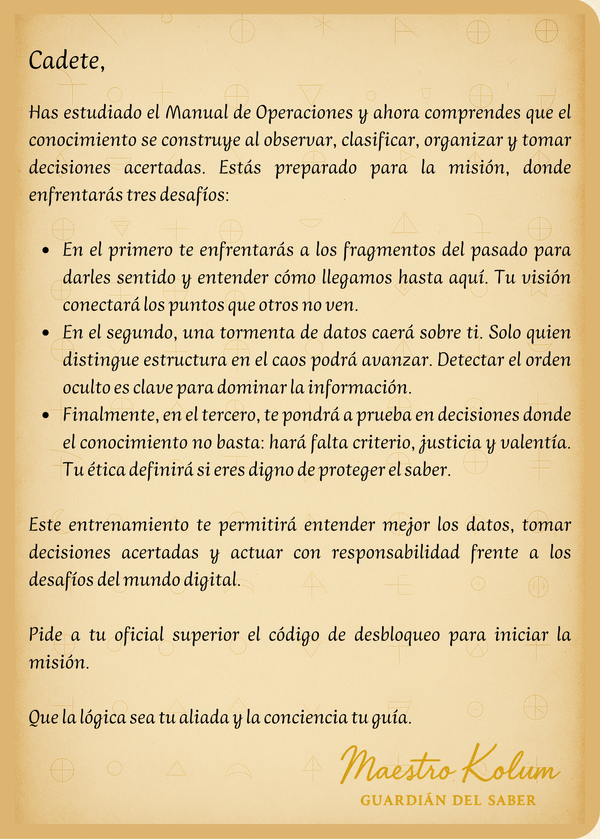 Cadete,
Has estudiado el Manual de Operaciones y ahora comprendes que el
conocimiento se construye al observar, clasificar, organizar y tomar
decisiones acertadas. Estás preparado para la misión, donde
enfrentarás tres desafíos:
• En el primero te enfrentarás a los fragmentos del pasado para
darles sentido y entender cómo llegamos hasta aquí. Tu visión
conectará los puntos que otros no ven.
• En el segundo, una tormenta de datos caerá sobre ti. Solo quien
distingue estructura en el caos podrá avanzar. Detectar el orden
oculto es clave para dominar la información.
• Finalmente, en el tercero, te pondrá a prueba en decisiones donde
el conocimiento no basta: hará falta criterio, justicia y valentía.
Tu ética definirá si eres digno de proteger el saber.
Este entrenamiento te permitirá entender mejor los datos, tomar
decisiones acertadas y actuar con responsabilidad frente a los
desafíos del mundo digital.
Pide a tu oficial superior el código de desbloqueo para iniciar la
misión.
Que la lógica sea tu aliada y la conciencia tu guía.
Maestro Kolum
GUARDIÁN DEL SABER